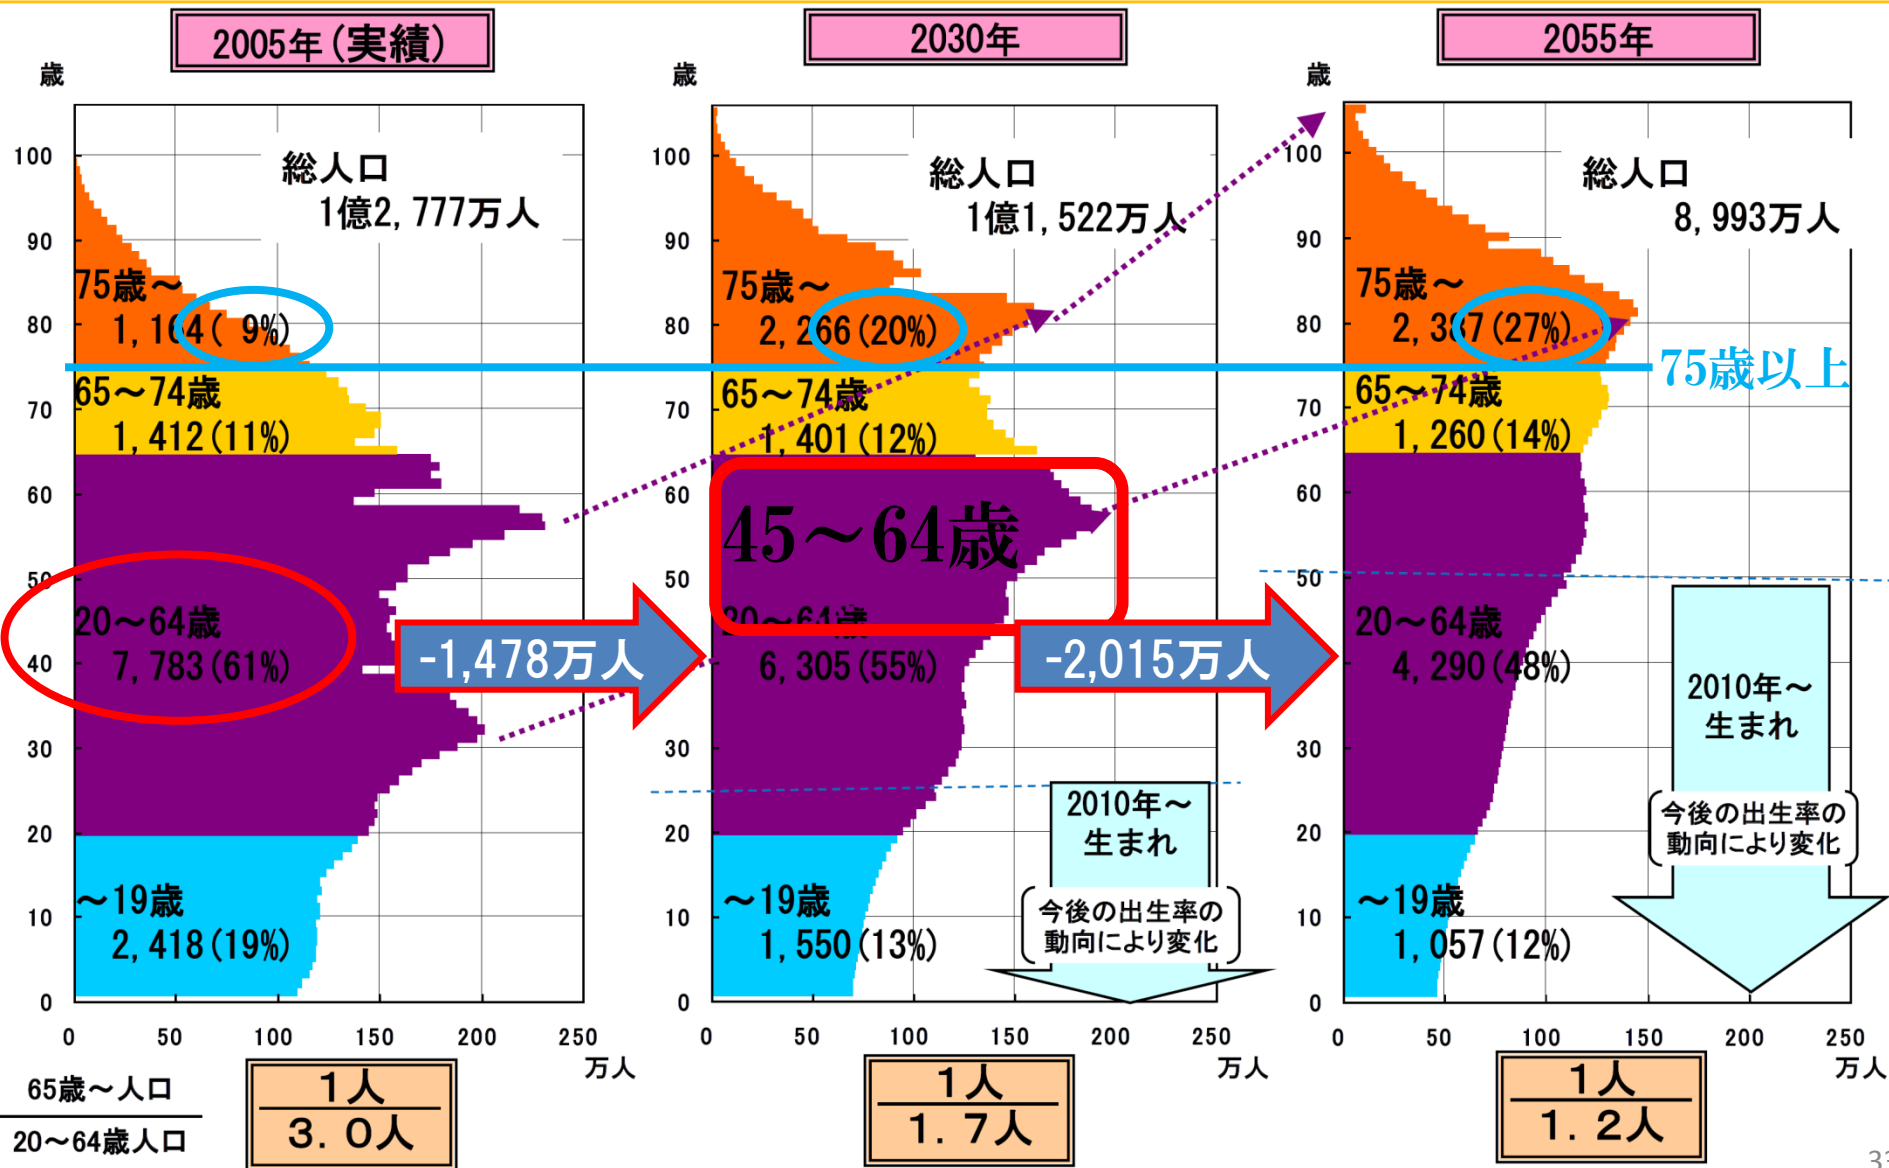 2005年(実績)
歳
100
90
80
70
60
50
40
30
20
10
0
総人口
1億2,777万人
75歳～
1,164( 9%)
65～74歳
1,412(11%)
20～64歳
7,783(61%)
～19歳
2,418(19%)
0 50 100 150 200 250
万人
-1,478万人
2030年
歳
100
90
80
70
60
50
40
30
20
10
0
総人口
1億1,522万人
75歳～
2,266(20%)
65～74歳
1,401(12%)
45～64歳
20～64歳
6,305(55%)
～19歳
1,550(13%)
2010年～
生まれ
今後の出生率の
動向により変化
0 50 100 150 200 250
万人
-2,015万人
2055年
歳
100
90
80
70
60
50
40
30
20
10
0
総人口
8,993万人
75歳～
2,387(27%)
75歳以上
65～74歳
1,260(14%)
20～64歳
4,290(48%)
～19歳
1,057(12%)
2010年～
生まれ
今後の出生率の
動向により変化
0 50 100 150 200 250
万人
65歳～人口
20～64歳人口
1人
3.0人
1人
1.7人
1人
1.2人